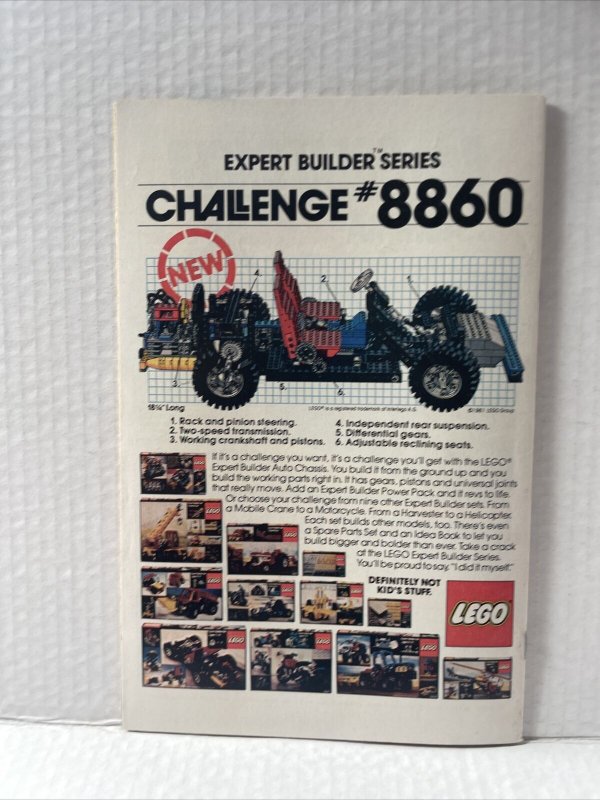 EXPERT BUILDER™ SERIES
CHALLENGE #8860
NEW
4.
2.
1.
3.
5.
6.
18¼" Long
LEGO® is a registered trademark of Interlego A.G.
©1981 LEGO Group
1. Rack and pinion steering.
2. Two-speed transmission.
3. Working crankshaft and pistons.
4. Independent rear suspension.
5. Differential gears.
6. Adjustable reclining seats.
If it's a challenge you want, it's a challenge you'll get with the LEGO®
Expert Builder Auto Chassis. You build it from the ground up and you
build the working parts right in. It has gears, pistons and universal joints
that really move. Add an Expert Builder Power Pack and it revs to life.
Or choose your challenge from nine other Expert Builder sets. From
a Mobile Crane to a Motorcycle. From a Harvester to a Helicopter.
Each set builds other models, too. There's even
a Spare Parts Set and an Idea Book to let you
build bigger and bolder than ever. Take a crack
at the LEGO Expert Builder Series.
You'll be proud to say, "I did it myself."
DEFINITELY NOT
KID'S STUFF.
LEGO